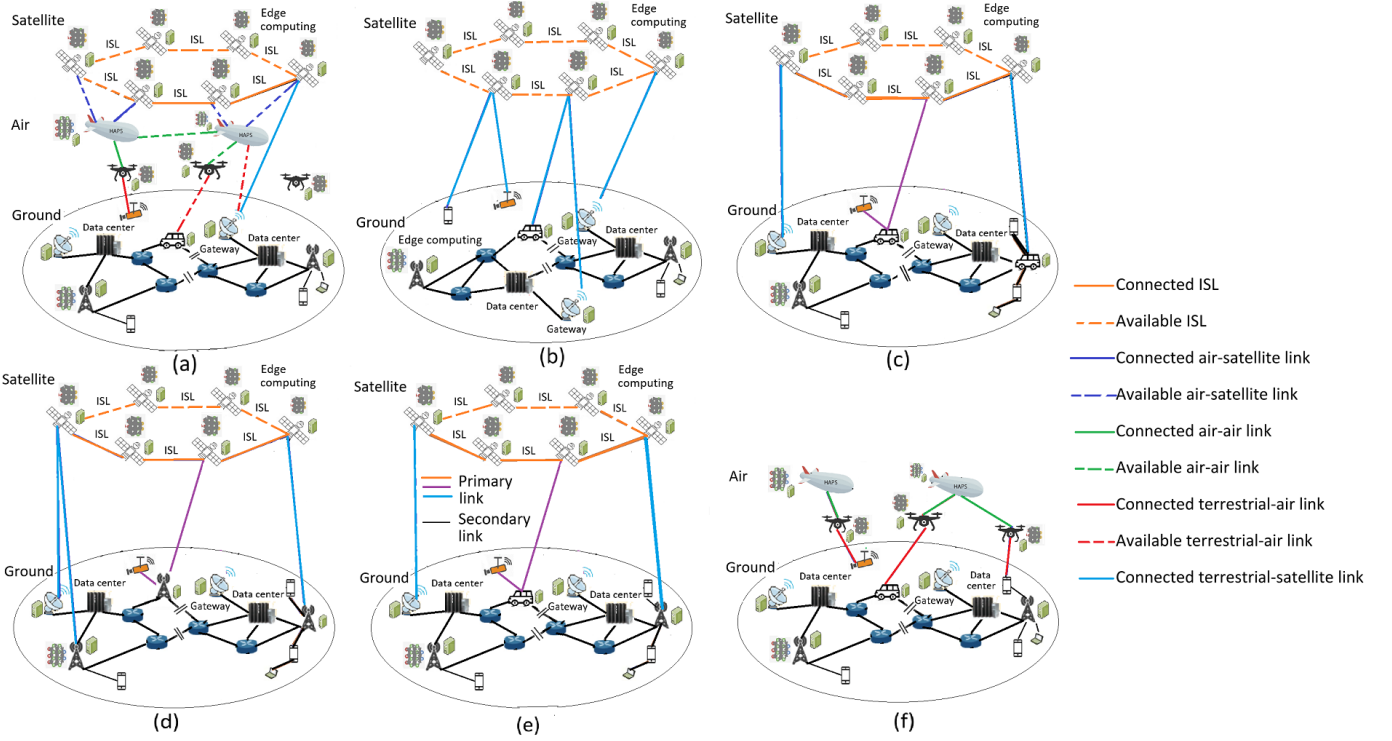 Satellite
Edge
computing
ISL
ISL
ISL
ISL
ISL
ISL
Air
HAPS
HAPS
Ground
Data center
Gateway
Data center
(a)
Satellite
Edge
computing
ISL
ISL
ISL
ISL
ISL
ISL
Ground
Edge computing
Gateway
Data center
Data center
Gateway
(b)
Satellite
Edge
computing
ISL
ISL
ISL
ISL
ISL
ISL
Ground
Data center
Gateway
Data center
(c)
Satellite
Edge
computing
ISL
ISL
ISL
ISL
ISL
ISL
Ground
Data center
Gateway
Data center
(d)
Satellite
Edge
computing
ISL
ISL
ISL
ISL
ISL
ISL
Primary
link
Secondary
link
Ground
Data center
Gateway
Data center
(e)
Air
HAPS
HAPS
Ground
Data center
Gateway
Data
center
(f)
Connected ISL
Available ISL
Connected air-satellite link
Available air-satellite link
Connected air-air link
Available air-air link
Connected terrestrial-air link
Available terrestrial-air link
Connected terrestrial-satellite link